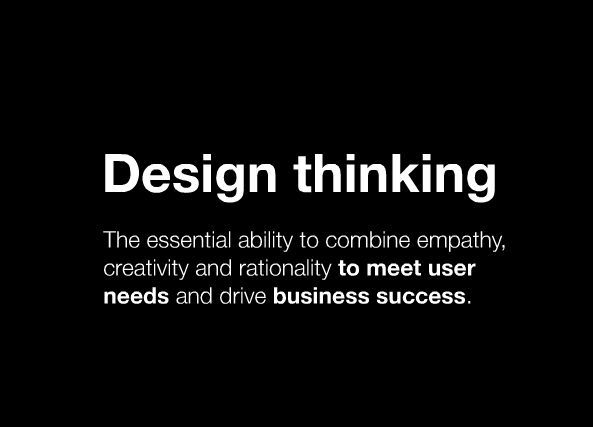 Design thinking
The essential ability to combine empathy,
creativity and rationality to meet user
needs and drive business success.